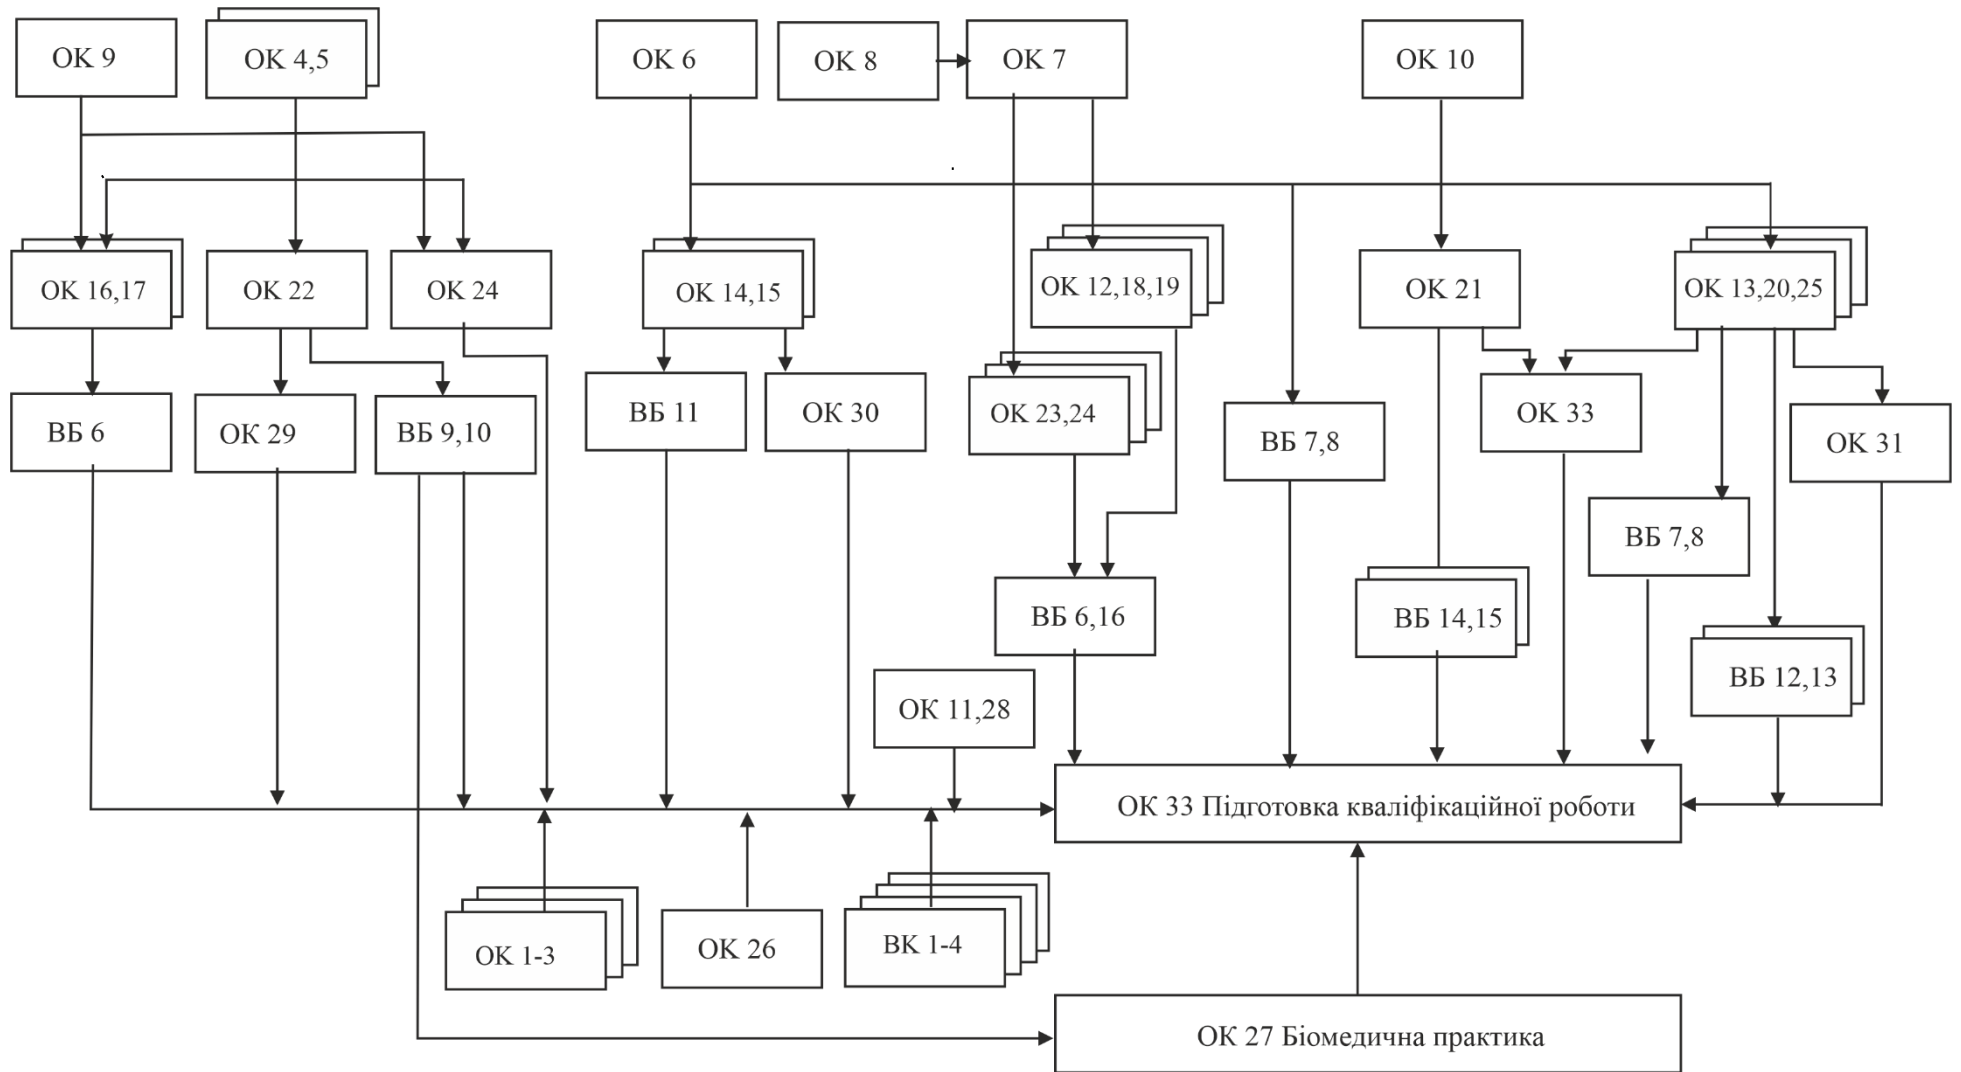 ОК 9
ОК 4,5
ОК 6
ОК 8
ОК 7
ОК 10
ОК 16,17
ОК 22
ОК 24
ОК 14,15
ОК 12,18,19
ОК 21
ОК 13,20,25
ВБ 6
ОК 29
ВБ 9,10
ВБ 11
ОК 30
ОК 23,24
ВБ 7,8
ОК 33
ОК 31
ВБ 7,8
ВБ 6,16
ВБ 14,15
ВБ 12,13
ОК 11,28
ОК 33 Підготовка кваліфікаційної роботи
ОК 1-3
ОК 26
ВК 1-4
ОК 27 Біомедична практика